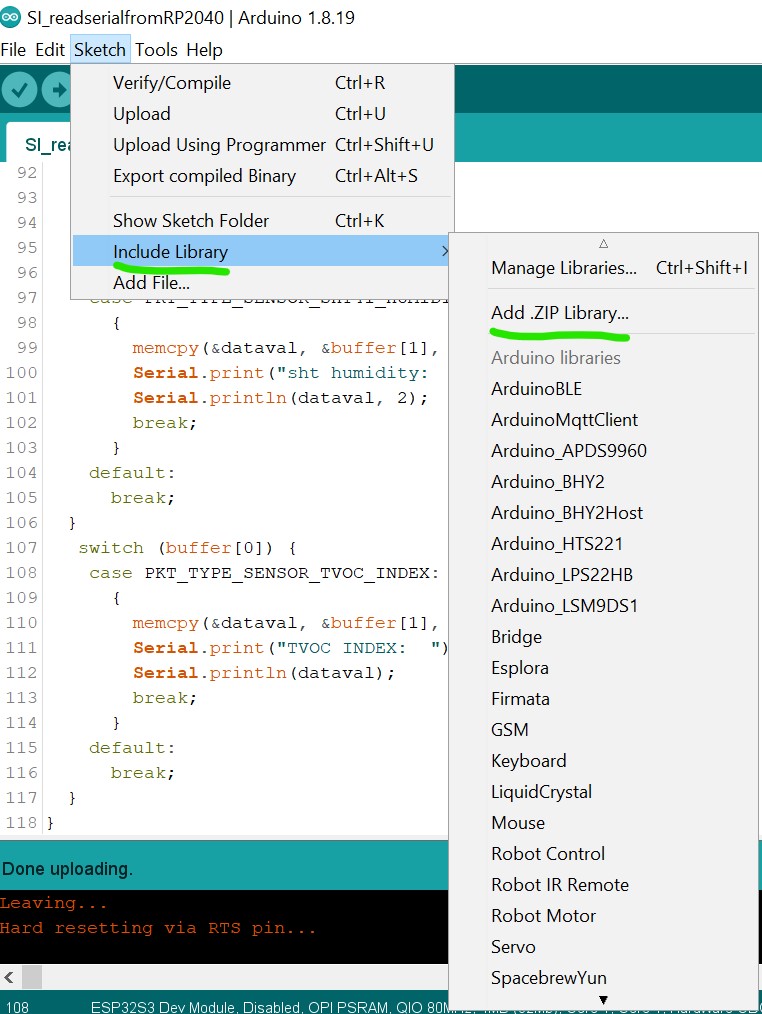 SI_readserialfromRP2040 | Arduino 1.8.19
File Edit Sketch Tools Help
Verify/Compile Ctrl+R
Upload Ctrl+U
Upload Using Programmer Ctrl+Shift+U
Export compiled Binary Ctrl+Alt+S
Show Sketch Folder Ctrl+K
Include Library
Add File...
Manage Libraries... Ctrl+Shift+I
Add .ZIP Library...
Arduino libraries
ArduinoBLE
ArduinoMqttClient
Arduino_APDS9960
Arduino_BHY2
Arduino_BHY2Host
Arduino_HTS221
Arduino_LPS22HB
Arduino_LSM9DS1
Bridge
Esplora
Firmata
GSM
Keyboard
LiquidCrystal
Mouse
Robot Control
Robot IR Remote
Robot Motor
Servo
SpacebrewYun
SI_rea
92
93
94
95
96
97
98 {
99 memcpy(&dataval, &buffer[1],
100 Serial.print("sht humidity:
101 Serial.println(dataval, 2);
102 break;
103 }
104 default:
105 break;
106 }
107 switch (buffer[0]) {
108 case PKT_TYPE_SENSOR_TVOC_INDEX:
109 {
110 memcpy(&dataval, &buffer[1],
111 Serial.print("TVOC INDEX:  ")
112 Serial.println(dataval);
113 break;
114 }
115 default:
116 break;
117 }
118 }
Done uploading.
Leaving...
Hard resetting via RTS pin...
108 ESP32S3 Dev Module, Disabled, OPI PSRAM, QIO 80M